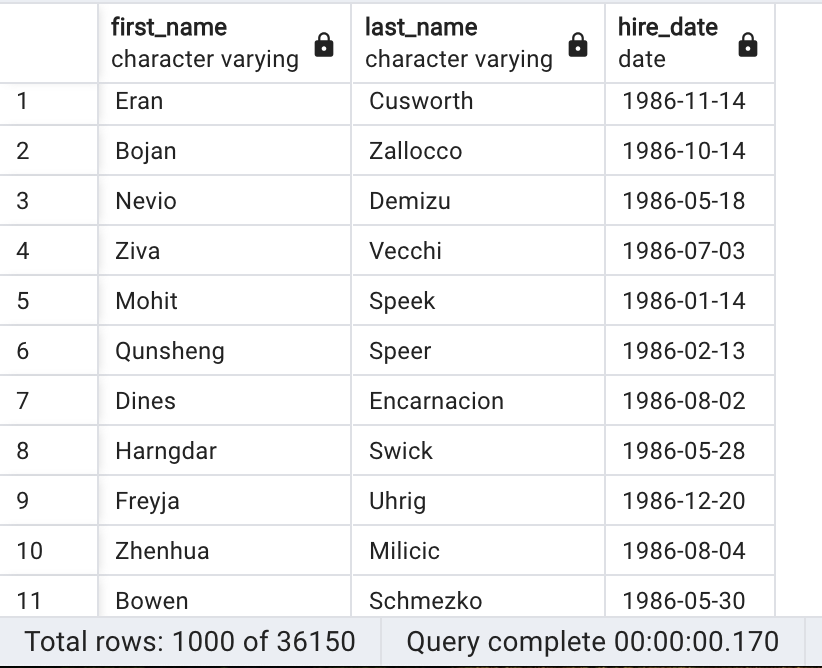 first_name last_name hire_date
character varying character varying date
1 Eran Cusworth 1986-11-14
2 Bojan Zallocco 1986-10-14
3 Nevio Demizu 1986-05-18
4 Ziva Vecchi 1986-07-03
5 Mohit Speek 1986-01-14
6 Qunsheng Speer 1986-02-13
7 Dines Encarnacion 1986-08-02
8 Harngdar Swick 1986-05-28
9 Freyja Uhrig 1986-12-20
10 Zhenhua Milicic 1986-08-04
11 Bowen Schmezko 1986-05-30
Total rows: 1000 of 36150 Query complete 00:00:00.170